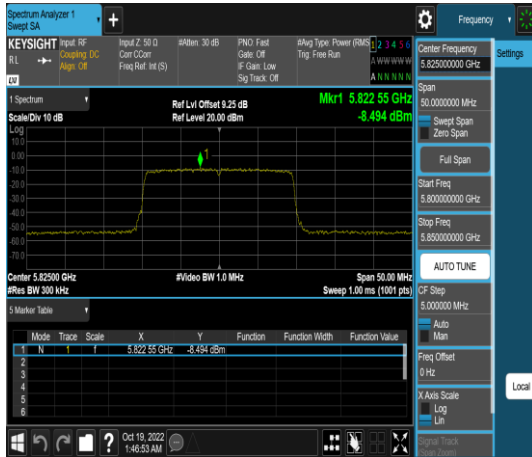 Spectrum Analyzer 1
Swept SA
Frequency
KEYSIGHT
RL
LXI
Input: RF
Coupling: DC
Align: Off
Input Z: 50 Ω
Corr CCorr
Freq Ref: Int (S)
#Atten: 30 dB
PNO: Fast
Gate: Off
IF Gain: Low
Sig Track: Off
#Avg Type: Power (RMS
Trig: Free Run
1 2 3 4 5 6
A WWWWW
A N N N N N
1 Spectrum
Scale/Div 10 dB
Ref Lvl Offset 9.25 dB
Ref Level 20.00 dBm
Mkr1 5.822 55 GHz
-8.494 dBm
Log
10.0
0.00
-10.0
-20.0
-30.0
-40.0
-50.0
-60.0
-70.0
1
Center 5.82500 GHz
#Res BW 300 kHz
#Video BW 1.0 MHz
Span 50.00 MHz
Sweep 1.00 ms (1001 pts)
5 Marker Table
Mode Trace Scale X Y Function Function Width Function Value
1 N 1 f 5.822 55 GHz -8.494 dBm
2
3
4
5
6
Oct 19, 2022
1:46:53 AM
Center Frequency
5.825000000 GHz
Settings
Span
50.0000000 MHz
Swept Span
Zero Span
Full Span
Start Freq
5.800000000 GHz
Stop Freq
5.850000000 GHz
AUTO TUNE
CF Step
5.000000 MHz
Auto
Man
Freq Offset
0 Hz
X Axis Scale
Log
Lin
Local
Signal Track
Span Zoom